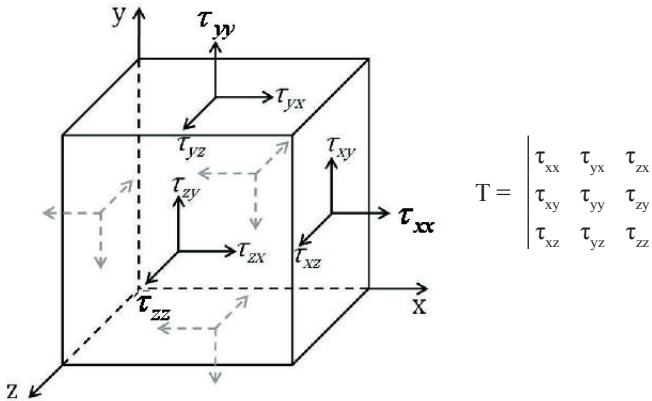 y
τyy
τyx
τyz
τxy
τzy
τxx
τzx
τxz
τzz
x
z
T =
τxx τyx τzx
τxy τyy τzy
τxz τyz τzz